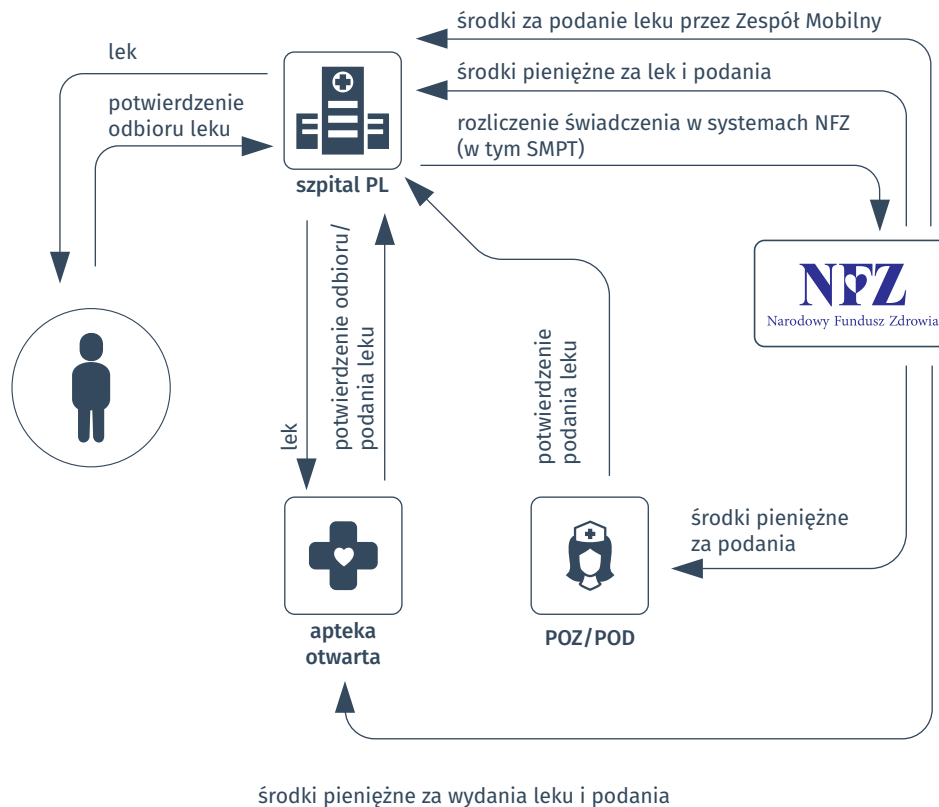 środki za podanie leku przez Zespół Mobilny
lek
środki pieniężne za lek i podania
potwierdzenie
odbioru leku
rozliczenie świadczenia w systemach NFZ
(w tym SMPT)
szpital PL
NFZ
Narodowy Fundusz Zdrowia
lek
potwierdzenie odbioru/
podania leku
potwierdzenie
podania leku
środki pieniężne
za podania
apteka
otwarta
POZ/POD
środki pieniężne za wydania leku i podania